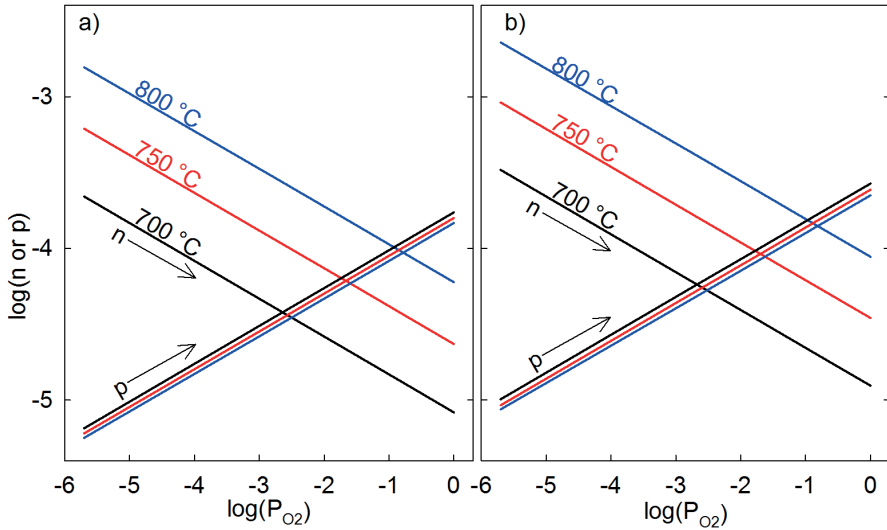 a)
800 °C
750 °C
700 °C
n
p
-3
-4
-5
log(n or p)
-6 -5 -4 -3 -2 -1 0
log(PO2)
b)
800 °C
750 °C
700 °C
n
p
-6 -5 -4 -3 -2 -1 0
log(PO2)